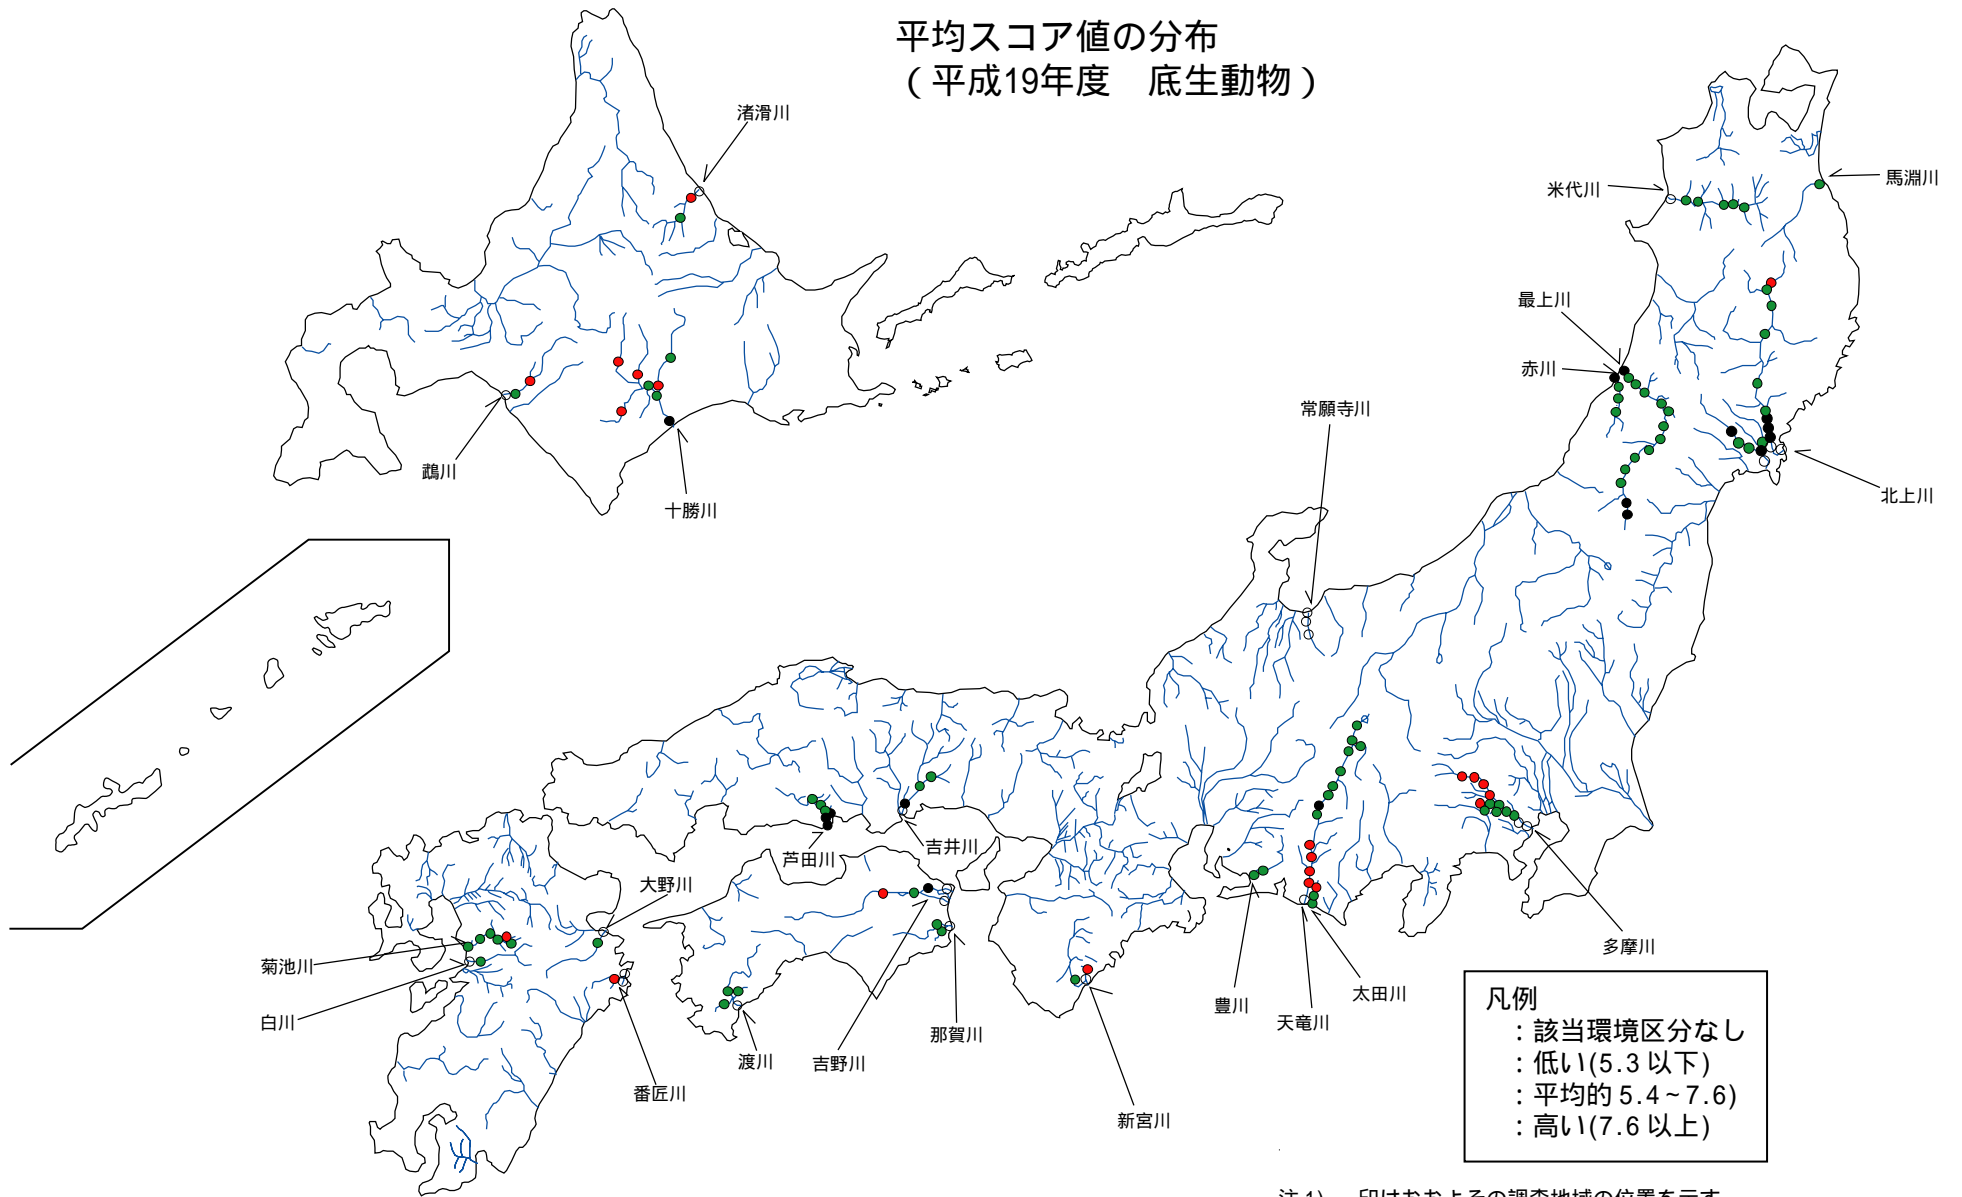 平均スコア値の分布
（平成19年度　底生動物）
渚滑川
馬淵川
米代川
最上川
赤川
常願寺川
鵡川
十勝川
北上川
芦田川
吉井川
大野川
菊池川
白川
多摩川
豊川
天竜川
太田川
渡川
吉野川
那賀川
番匠川
新宮川
凡例
：該当環境区分なし
：低い(5.3以下)
：平均的5.4~7.6)
：高い(7.6以上)